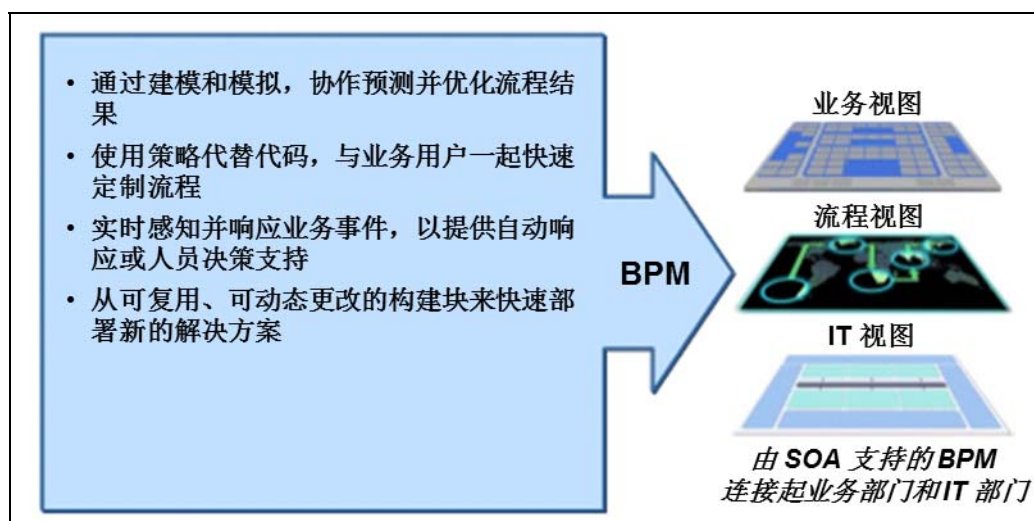 • 通过建模和模拟，协作预测并优化流程结
果
• 使用策略代替代码，与业务用户一起快速
定制流程
• 实时感知并响应业务事件，以提供自动响
应或人员决策支持
• 从可复用、可动态更改的构建块来快速部
署新的解决方案
BPM
业务视图
流程视图
IT 视图
由 SOA 支持的 BPM
连接起业务部门和IT 部门